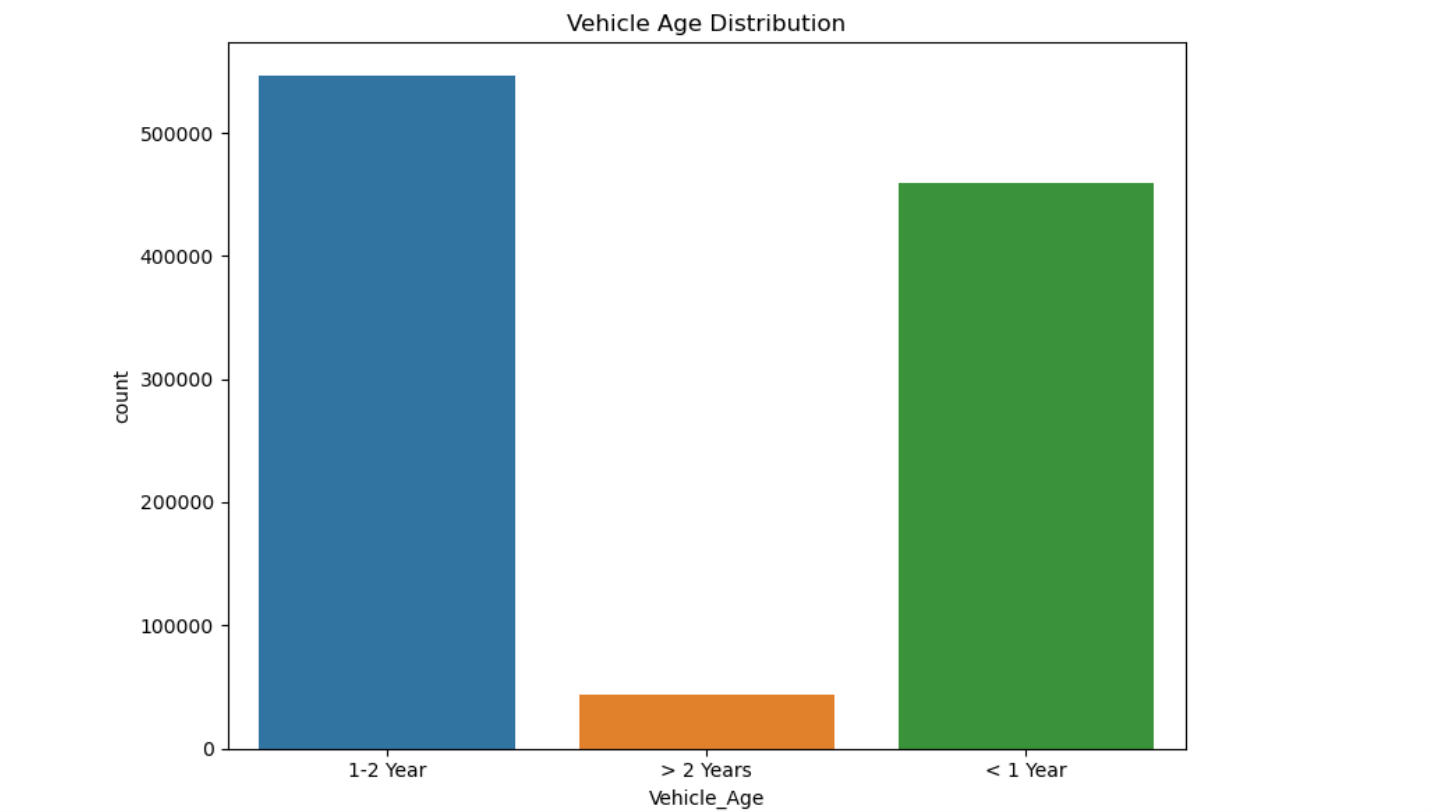 Vehicle Age Distribution
500000
400000
300000
200000
100000
0
count
1-2 Year
> 2 Years
< 1 Year
Vehicle_Age